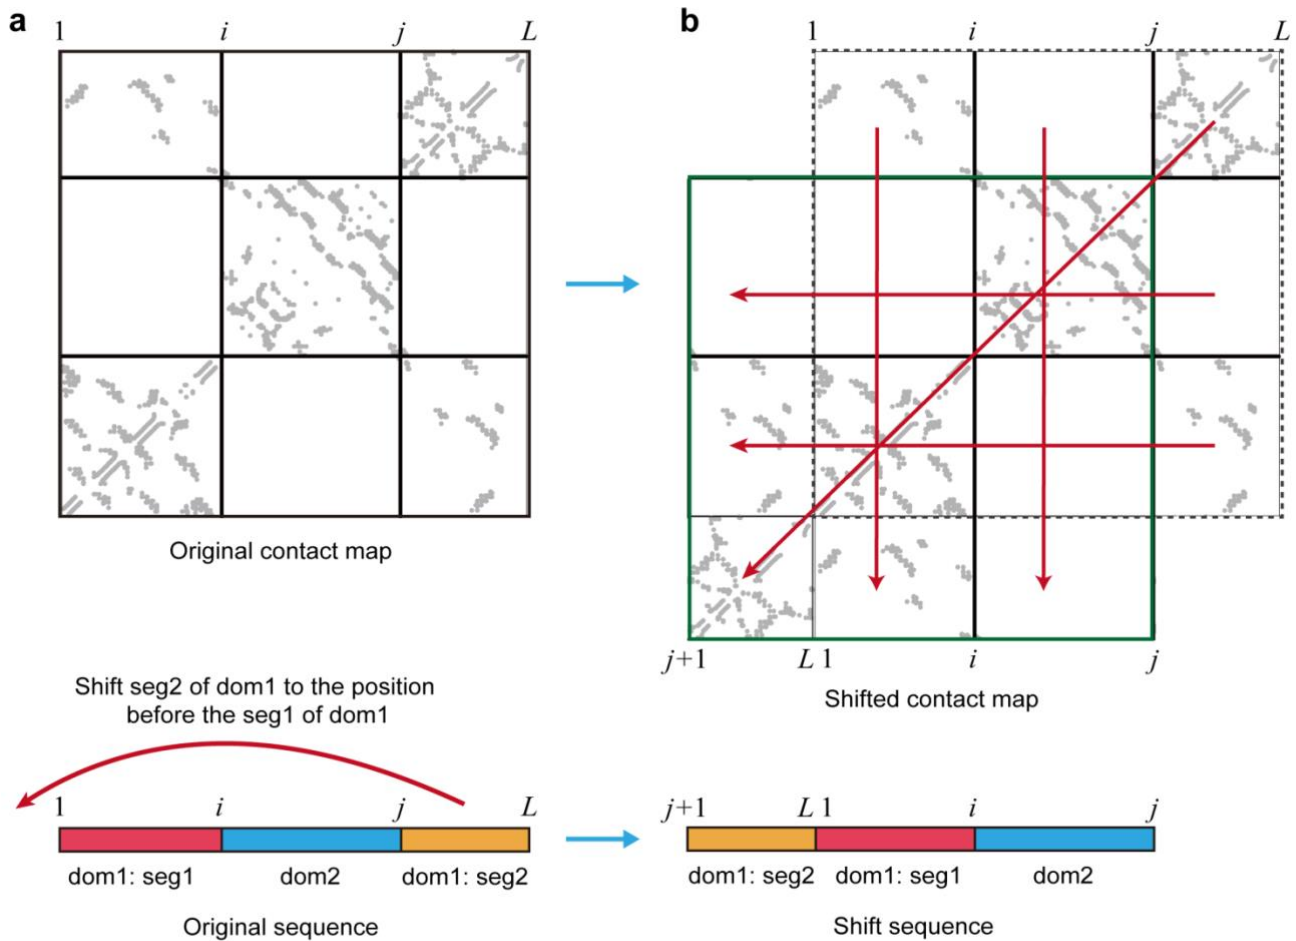 a
1 i j L
Original contact map
b
1 i j L
j+1 L 1 i j
Shifted contact map
Shift seg2 of dom1 to the position
before the seg1 of dom1
1 i j L
dom1: seg1 dom2 dom1: seg2
Original sequence
j+1 L 1 i j
dom1: seg2 dom1: seg1 dom2
Shift sequence